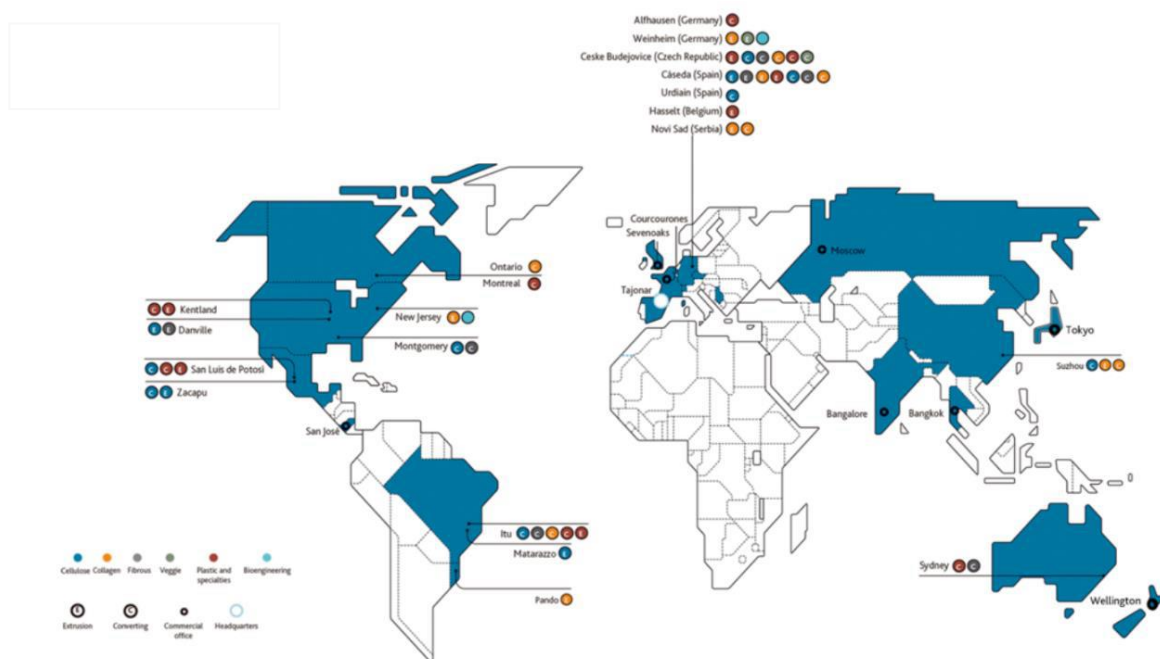 Alfhausen (Germany) C
Weinheim (Germany) E E
Ceske Budejovice (Czech Republic) E C C C C C
Cáseda (Spain) E E E E C C C
Urdiain (Spain) C
Hasselt (Belgium) E
Novi Sad (Serbia) E C
Courcourones
Sevenoaks
Moscow
Ontario C
Montreal C
Tajonar
Kentland C E
New Jersey E
Danville E E
Tokyo
Montgomery C C
Suzhou C E C
San Luis de Potosí C C E
Zacapu C E
Bangalore
Bangkok
San José
Itu C C C C E
Matarazzo E
Sydney C C
Pando E
Wellington
Cellulose
Collagen
Fibrous
Veggie
Plastic and
specialties
Bioengineering
E
C
Extrusion
Converting
Commercial
office
Headquarters